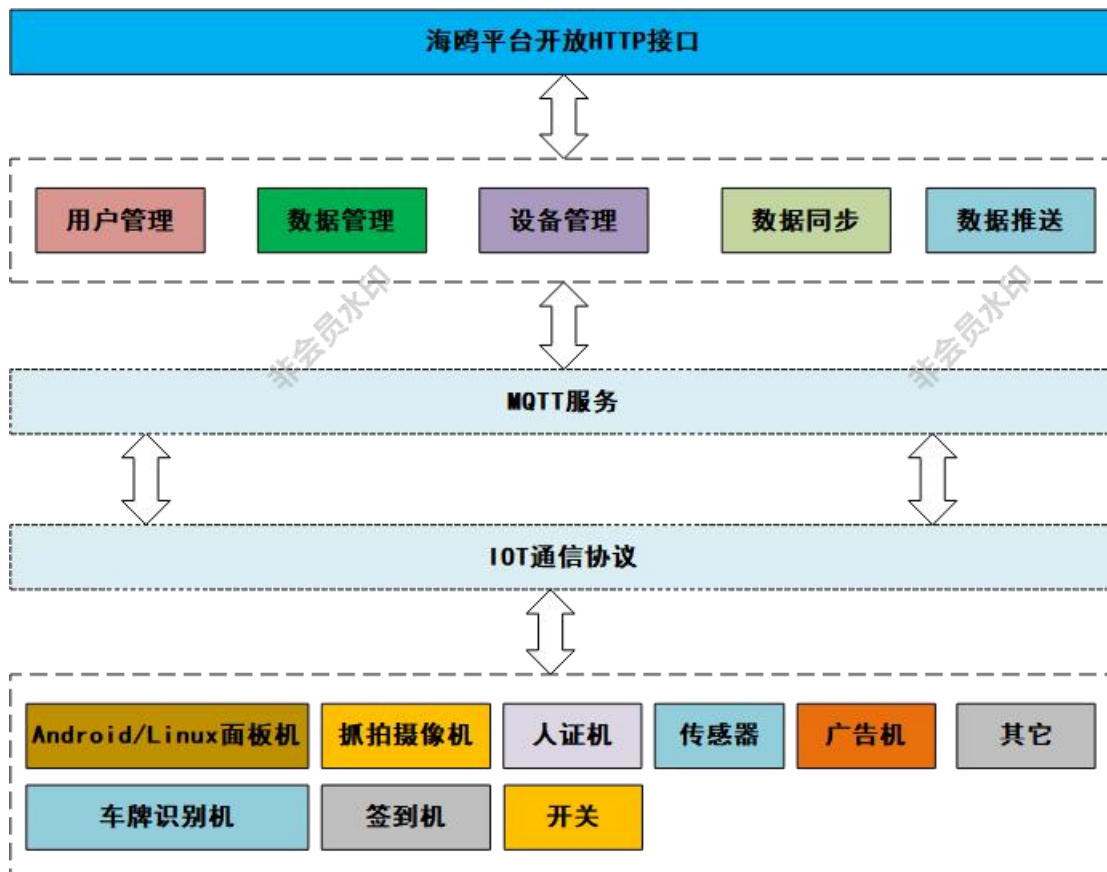 海鸥平台开放HTTP接口
用户管理
数据管理
设备管理
数据同步
数据推送
非会员水印
非会员水印
MQTT服务
IOT通信协议
Android/Linux面板机
抓拍摄像机
人证机
传感器
广告机
其它
车牌识别机
签到机
开关